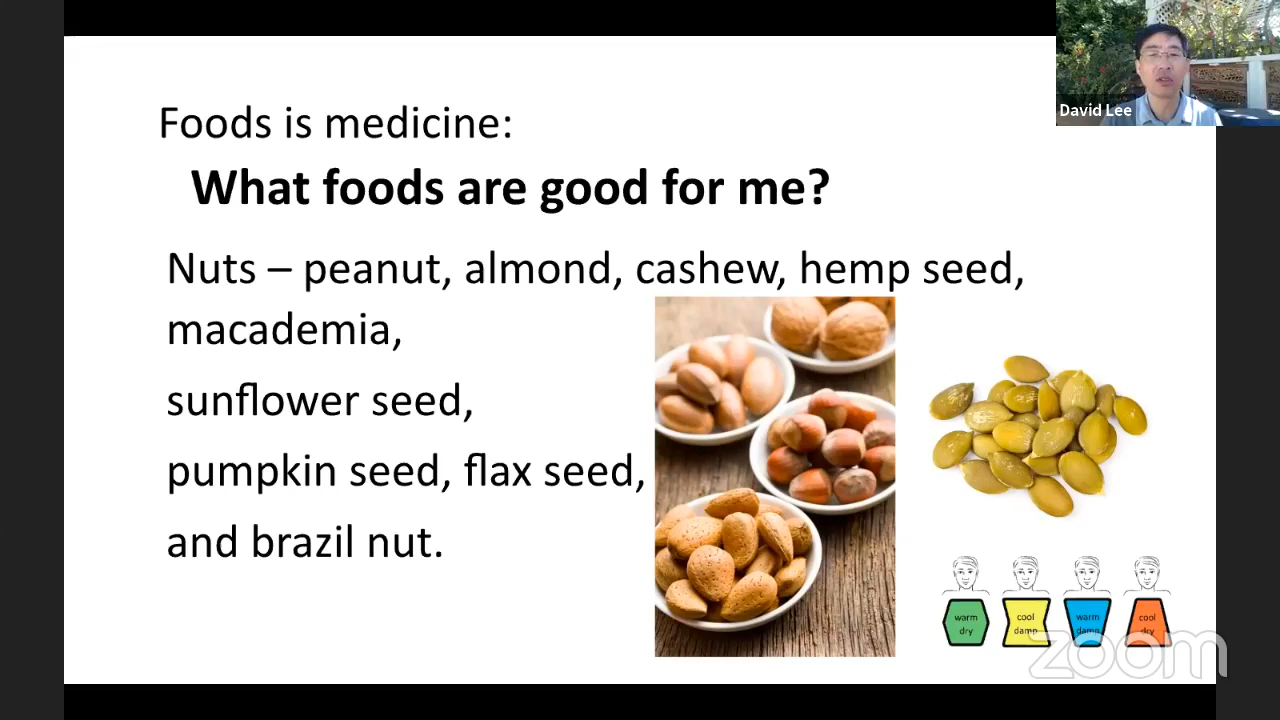 David Lee
Foods is medicine:
What foods are good for me?
Nuts – peanut, almond, cashew, hemp seed,
macademia,
sunflower seed,
pumpkin seed, flax seed,
and brazil nut.
warm
dry
cool
damp
warm
damp
cool
dry
zoom